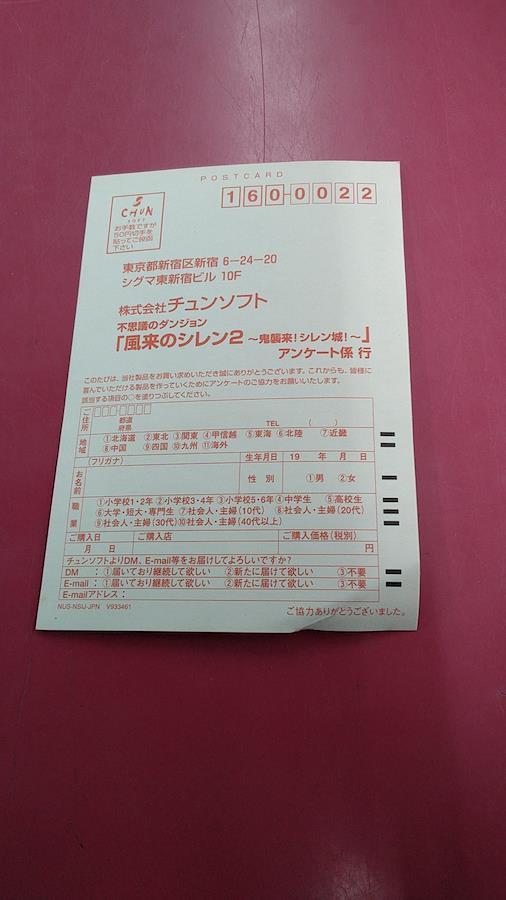 POSTCARD
CHUN
SOFT
お手数ですが
50円切手を
貼ってご投函
下さい
160-0022
東京都新宿区新宿 6-24-20
シグマ東新宿ビル 10F
株式会社チュンソフト
不思議のダンジョン
「風来のシレン2 ～鬼襲来!シレン城!～」
アンケート係 行
このたびは、当社製品をお買い求めいただき誠にありがとうございます。これからも、皆様に
喜んでいただける製品を作っていくためにアンケートのご協力をお願いいたします。
該当する項目の○を塗りつぶしてください。
ご住所
都道
府県
TEL ( )
地域
①北海道 ②東北 ③関東 ④甲信越 ⑤東海 ⑥北陸 ⑦近畿
⑧中国 ⑨四国 ⑩九州 ⑪海外
お名前
(フリガナ)
生年月日 19 年 月 日
性別 ①男 ②女
職業
①小学校1・2年 ②小学校3・4年 ③小学校5・6年 ④中学生 ⑤高校生
⑥大学・短大・専門生 ⑦社会人・主婦(10代) ⑧社会人・主婦(20代)
⑨社会人・主婦(30代) ⑩社会人・主婦(40代以上)
ご購入日 ご購入店 ご購入価格(税別)
月 日 円
チュンソフトよりDM、E-mail等をお届けしてよろしいですか?
DM : ①届いており継続して欲しい ②新たに届けて欲しい ③不要
E-mail : ①届いており継続して欲しい ②新たに届けて欲しい ③不要
E-mailアドレス:
NUS-NSIJ-JPN V933461
ご協力ありがとうございました。